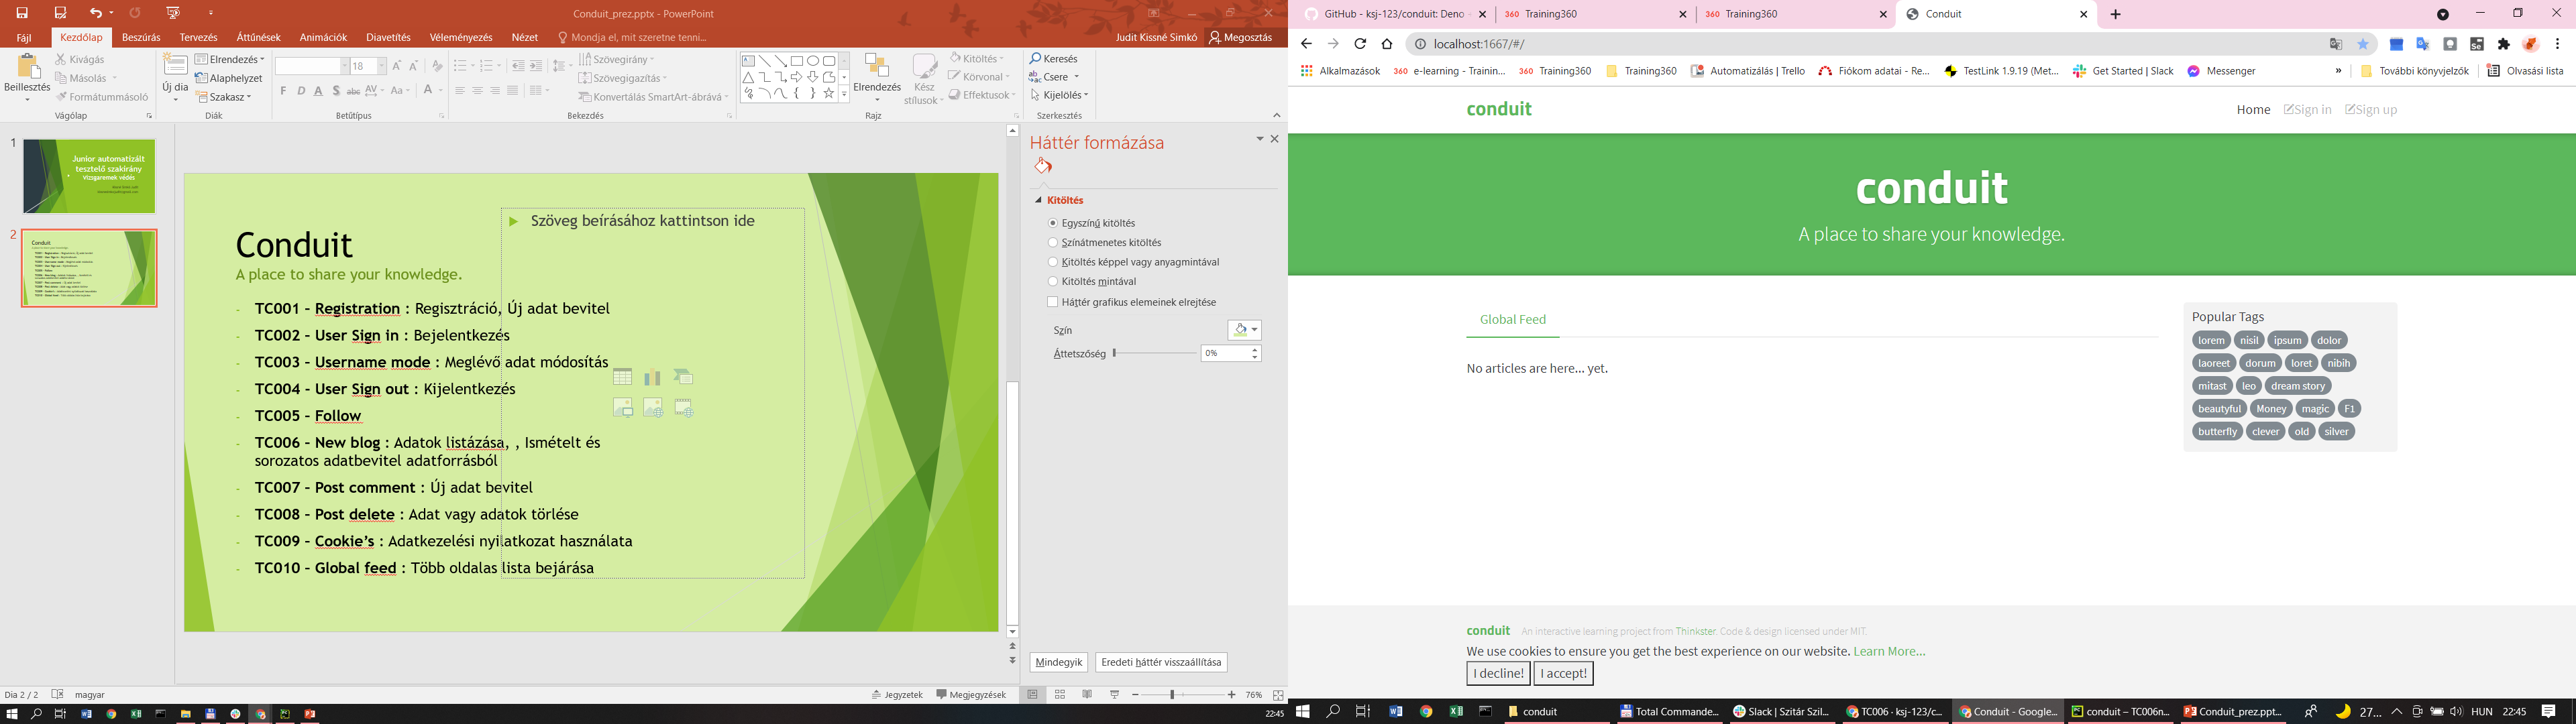 Conduit_prez.pptx - PowerPoint
Fájl Kezdőlap Beszúrás Tervezés Áttűnések Animációk Diavetítés Véleményezés Nézet Mondja el, mit szeretne tenni... Judit Kissné Simkó Megosztás
Beillesztés
Kivágás
Másolás
Formátummásoló
Vágólap
Új dia
Elrendezés
Alaphelyzet
Szakasz
Diák
18
F D A S abc AV Aa A
Betűtípus
Szövegirány
Szövegigazítás
Konvertálás SmartArt-ábrává
Bekezdés
Elrendezés
Kész stílusok
Kitöltés
Körvonal
Effektusok
Rajz
Keresés
Csere
Kijelölés
Szerkesztés
1
Junior automatizált
tesztelő szakirány
Vizsgaremek védés
2
Conduit
A place to share your knowledge.
Szöveg beírásához kattintson ide
- TC001 - Registration : Regisztráció, Új adat bevitel
- TC002 - User Sign in : Bejelentkezés
- TC003 - Username mode : Meglévő adat módosítás
- TC004 - User Sign out : Kijelentkezés
- TC005 - Follow
- TC006 - New blog : Adatok listázása, , Ismételt és
sorozatos adatbevitel adatforrásból
- TC007 - Post comment : Új adat bevitel
- TC008 - Post delete : Adat vagy adatok törlése
- TC009 - Cookie's : Adatkezelési nyilatkozat használata
- TC010 - Global feed : Több oldalas lista bejárása
Háttér formázása
Kitöltés
Egyszínű kitöltés
Színátmenetes kitöltés
Kitöltés képpel vagy anyagmintával
Kitöltés mintával
Háttér grafikus elemeinek elrejtése
Szín
Áttetszőség 0%
Mindegyik Eredeti háttér visszaállítása
Dia 2 / 2 magyar Jegyzetek Megjegyzések 76%
22:45
GitHub - ksj-123/conduit: Deno 360 Training360 360 Training360 Conduit
localhost:1667/#/
Alkalmazások 360 e-learning - Trainin... 360 Training360 Training360 Automatizálás | Trello Fiókom adatai - Re... TestLink 1.9.19 (Met... Get Started | Slack Messenger » További könyvjelzők Olvasási lista
conduit Home Sign in Sign up
conduit
A place to share your knowledge.
Global Feed
No articles are here... yet.
Popular Tags
lorem nisil ipsum dolor
laoreet dorum loret nibih
mitast leo dream story
beautyful Money magic F1
butterfly clever old silver
conduit An interactive learning project from Thinkster. Code & design licensed under MIT.
We use cookies to ensure you get the best experience on our website. Learn More...
I decline! I accept!
conduit Total Commande... Slack | Szitár Szil... TC006 · ksj-123/c... Conduit - Google... conduit – TC006n... Conduit_prez.ppt... 27... HUN 22:45